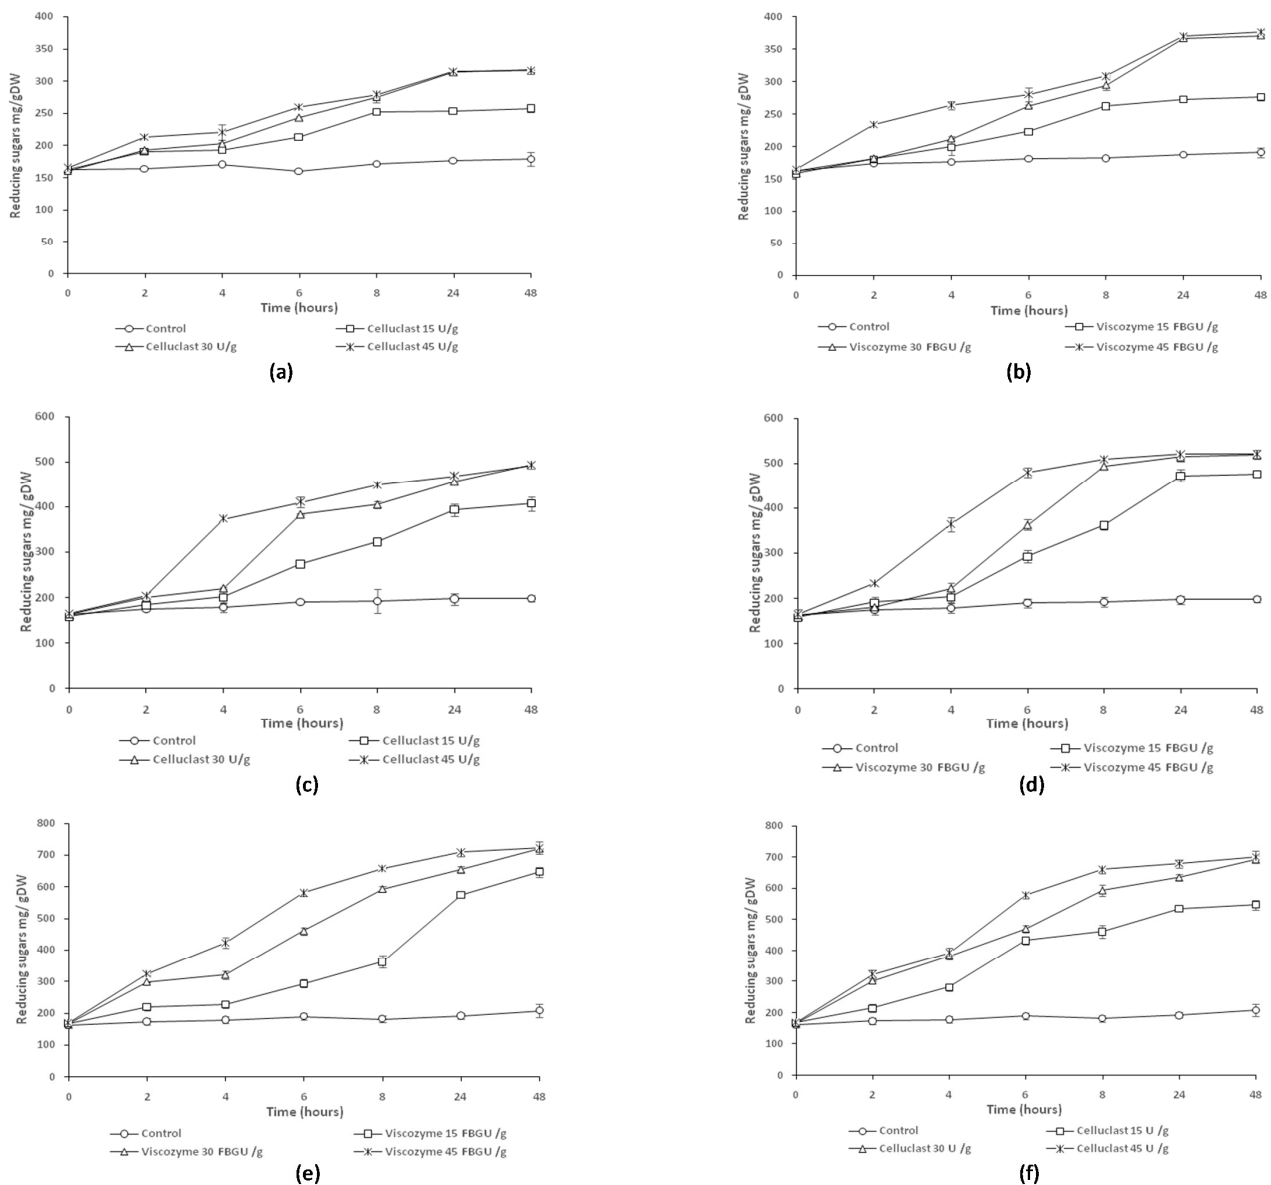 400
350
300
250
200
150
100
50
0
Reducing sugars mg/gDW
0 2 4 6 8 24 48
Time (hours)
Control Celluclast 15 U/g
Celluclast 30 U/g Celluclast 45 U/g
(a)
400
350
300
250
200
150
100
50
0
Reducing sugars mg/ gDW
0 2 4 6 8 24 48
Time (hours)
Control Viscozyme 15 FBGU /g
Viscozyme 30 FBGU /g Viscozyme 45 FBGU /g
(b)
600
500
400
300
200
100
0
Reducing sugars mg/ gDW
0 2 4 6 8 24 48
Time (hours)
Control Celluclast 15 U/g
Celluclast 30 U/g Celluclast 45 U/g
(c)
600
500
400
300
200
100
0
Reducing sugars mg/ gDW
0 2 4 6 8 24 48
Time (hours)
Control Viscozyme 15 FBGU /g
Viscozyme 30 FBGU /g Viscozyme 45 FBGU /g
(d)
800
700
600
500
400
300
200
100
0
Reducing sugars mg/ gDW
0 2 4 6 8 24 48
Time (hours)
Control Viscozyme 15 FBGU /g
Viscozyme 30 FBGU /g Viscozyme 45 FBGU /g
(e)
800
700
600
500
400
300
200
100
0
Reducing sugars mg/ gDW
0 2 4 6 8 24 48
Time (hours)
Control Celluclast 15 U /g
Celluclast 30 U /g Celluclast 45 U /g
(f)